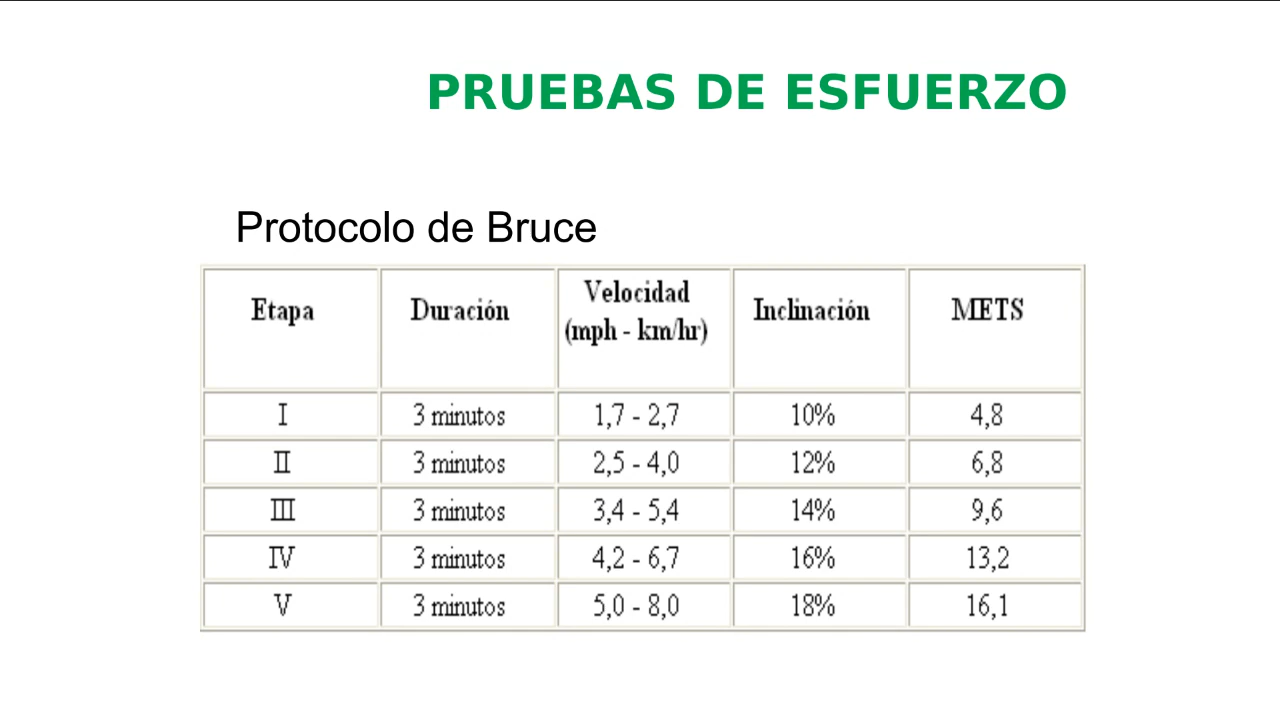 PRUEBAS DE ESFUERZO
Protocolo de Bruce
Etapa Duración Velocidad (mph - km/hr) Inclinación METS
I 3 minutos 1,7 - 2,7 10% 4,8
II 3 minutos 2,5 - 4,0 12% 6,8
III 3 minutos 3,4 - 5,4 14% 9,6
IV 3 minutos 4,2 - 6,7 16% 13,2
V 3 minutos 5,0 - 8,0 18% 16,1